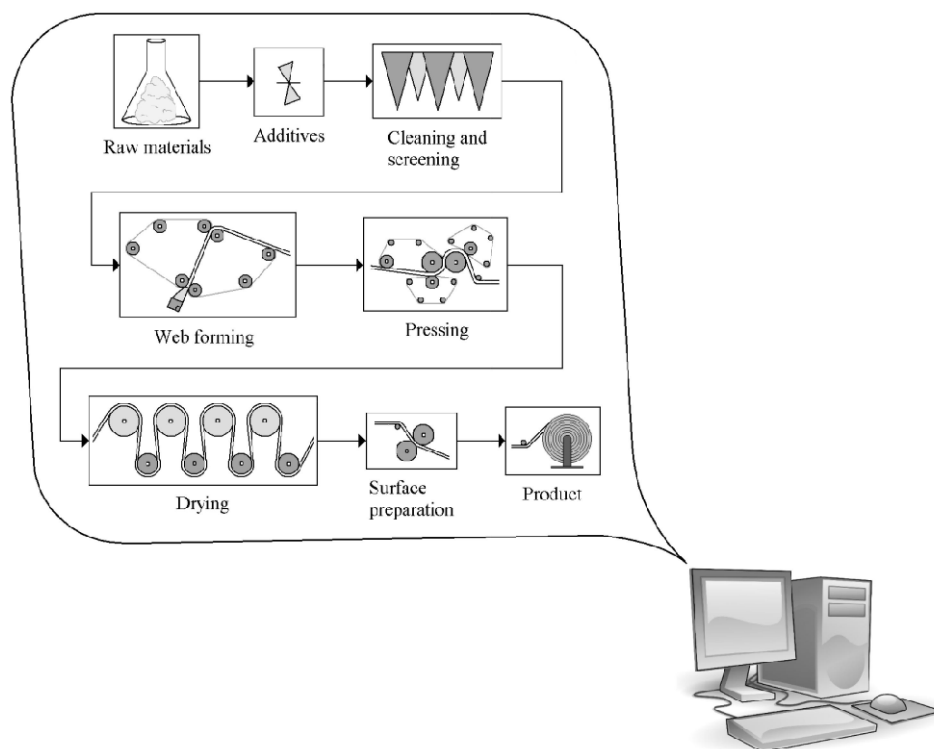 Raw materials
Additives
Cleaning and
screening
Web forming
Pressing
Drying
Surface
preparation
Product